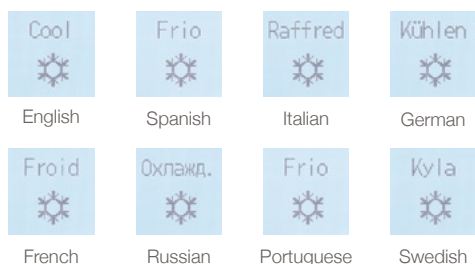 Cool
Frio
Raffred
Kühlen
English
Spanish
Italian
German
Froid
Охлажд.
Frio
Kyla
French
Russian
Portuguese
Swedish